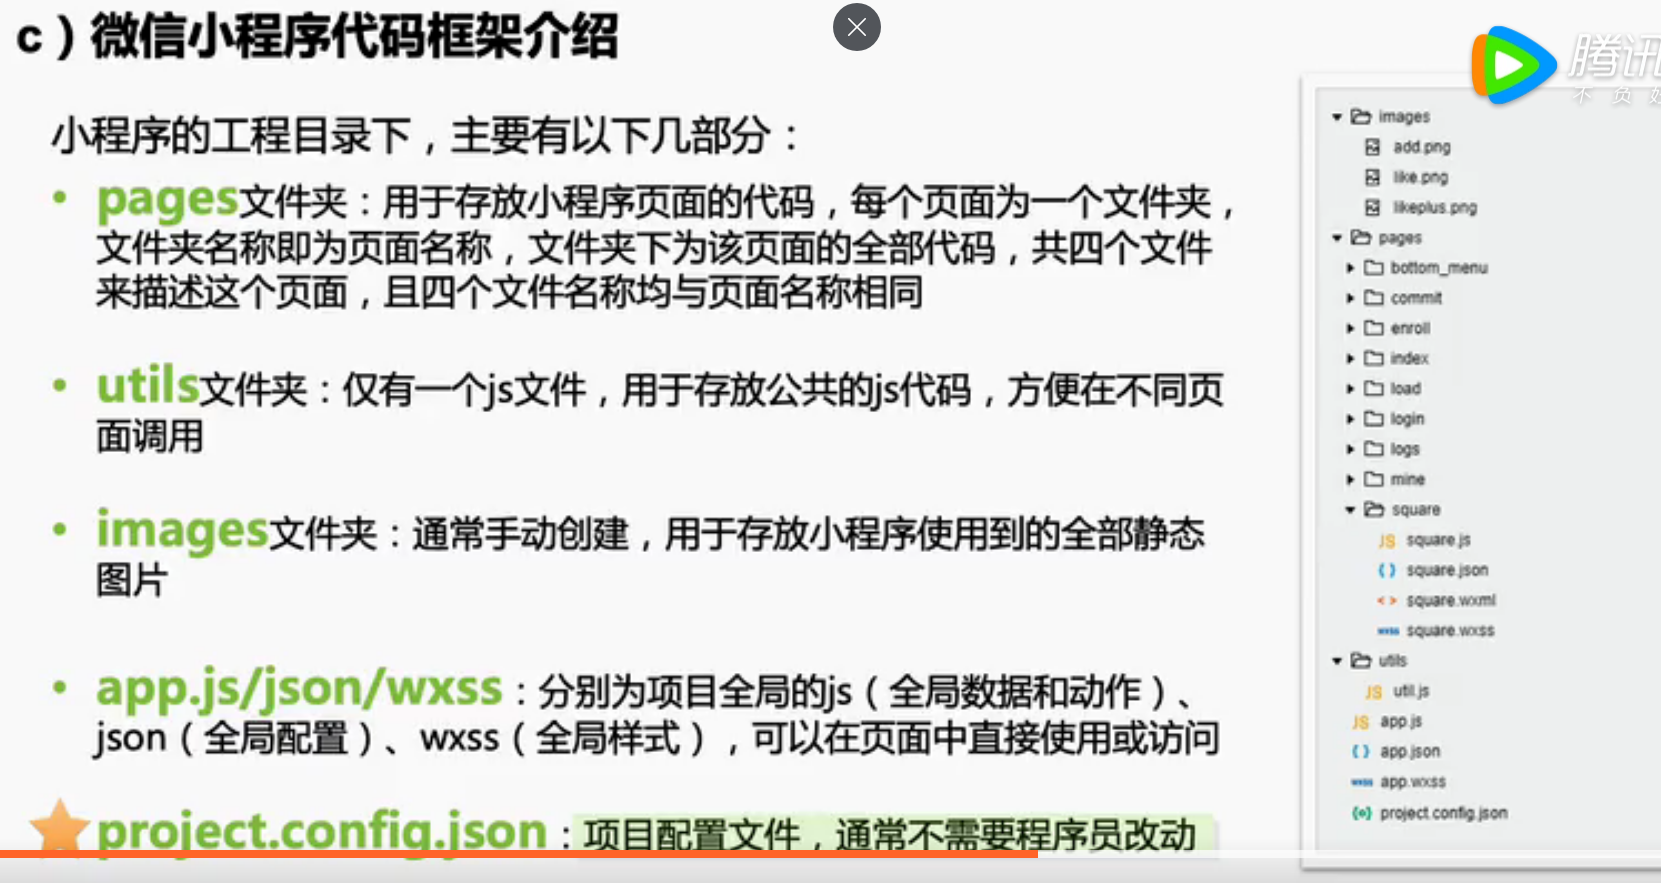 c）微信小程序代码框架介绍
腾讯
不负好
小程序的工程目录下，主要有以下几部分：
• pages文件夹：用于存放小程序页面的代码，每个页面为一个文件夹，
文件夹名称即为页面名称，文件夹下为该页面的全部代码，共四个文件
来描述这个页面，且四个文件名称均与页面名称相同
• utils文件夹：仅有一个js文件，用于存放公共的js代码，方便在不同页
面调用
• images文件夹：通常手动创建，用于存放小程序使用到的全部静态
图片
• app.js/json/wxss：分别为项目全局的js（全局数据和动作）、
json（全局配置）、wxss（全局样式），可以在页面中直接使用或访问
project.config.json：项目配置文件，通常不需要程序员改动
images
add.png
like.png
likeplus.png
pages
bottom_menu
commit
enroll
index
load
login
logs
mine
square
JS square.js
{ } square.json
< > square.wxml
wxss square.wxss
utils
JS util.js
JS app.js
{ } app.json
wxss app.wxss
{o} project.config.json